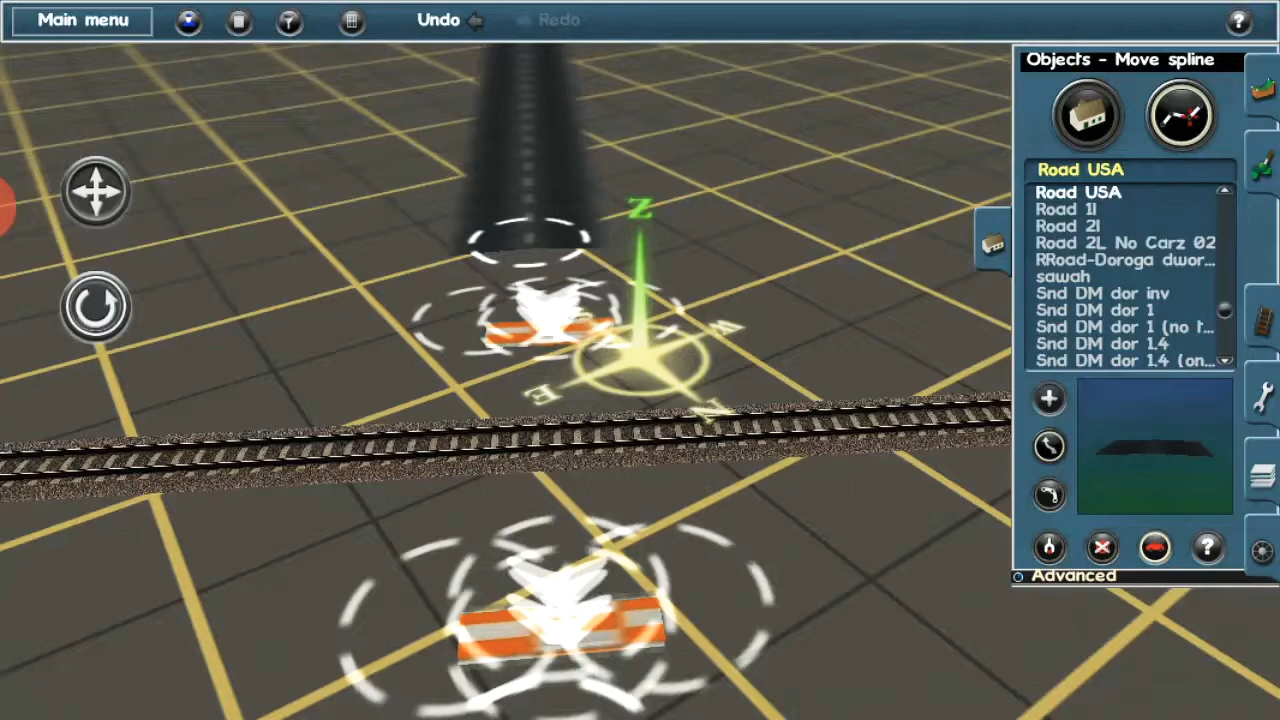 Main menu
Undo
Redo
?
Objects - Move spline
Road USA
Road USA
Road 1l
Road 2l
Road 2L No Carz 02
RRoad-Doroga dwor...
sawah
Snd DM dor inv
Snd DM dor 1
Snd DM dor 1 (no l'...
Snd DM dor 1.4
Snd DM dor 1.4 (on...
?
Advanced
Z
W
E
N